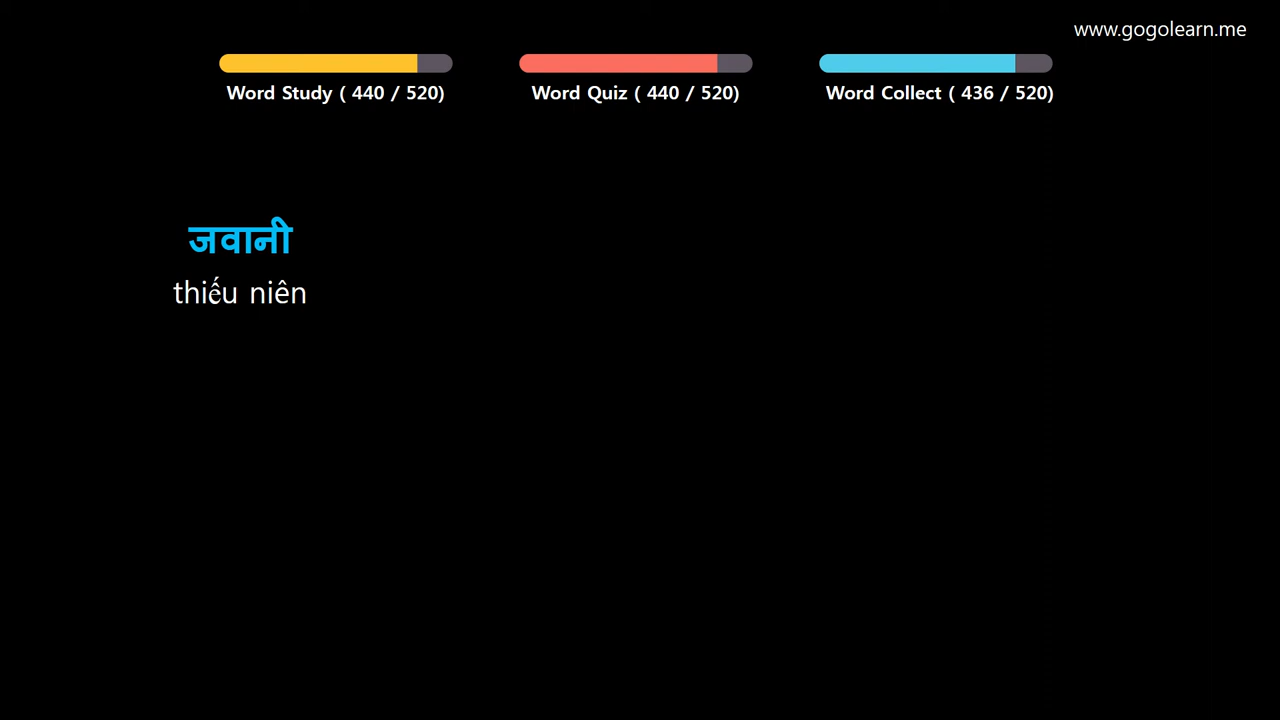 www.gogolearn.me
Word Study ( 440 / 520)
Word Quiz ( 440 / 520)
Word Collect ( 436 / 520)
जवानी
thiếu niên